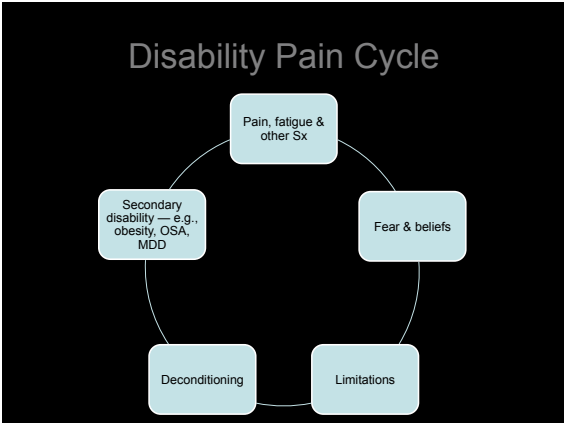 Disability Pain Cycle
Pain, fatigue &
other Sx
Fear & beliefs
Limitations
Deconditioning
Secondary
disability — e.g.,
obesity, OSA,
MDD